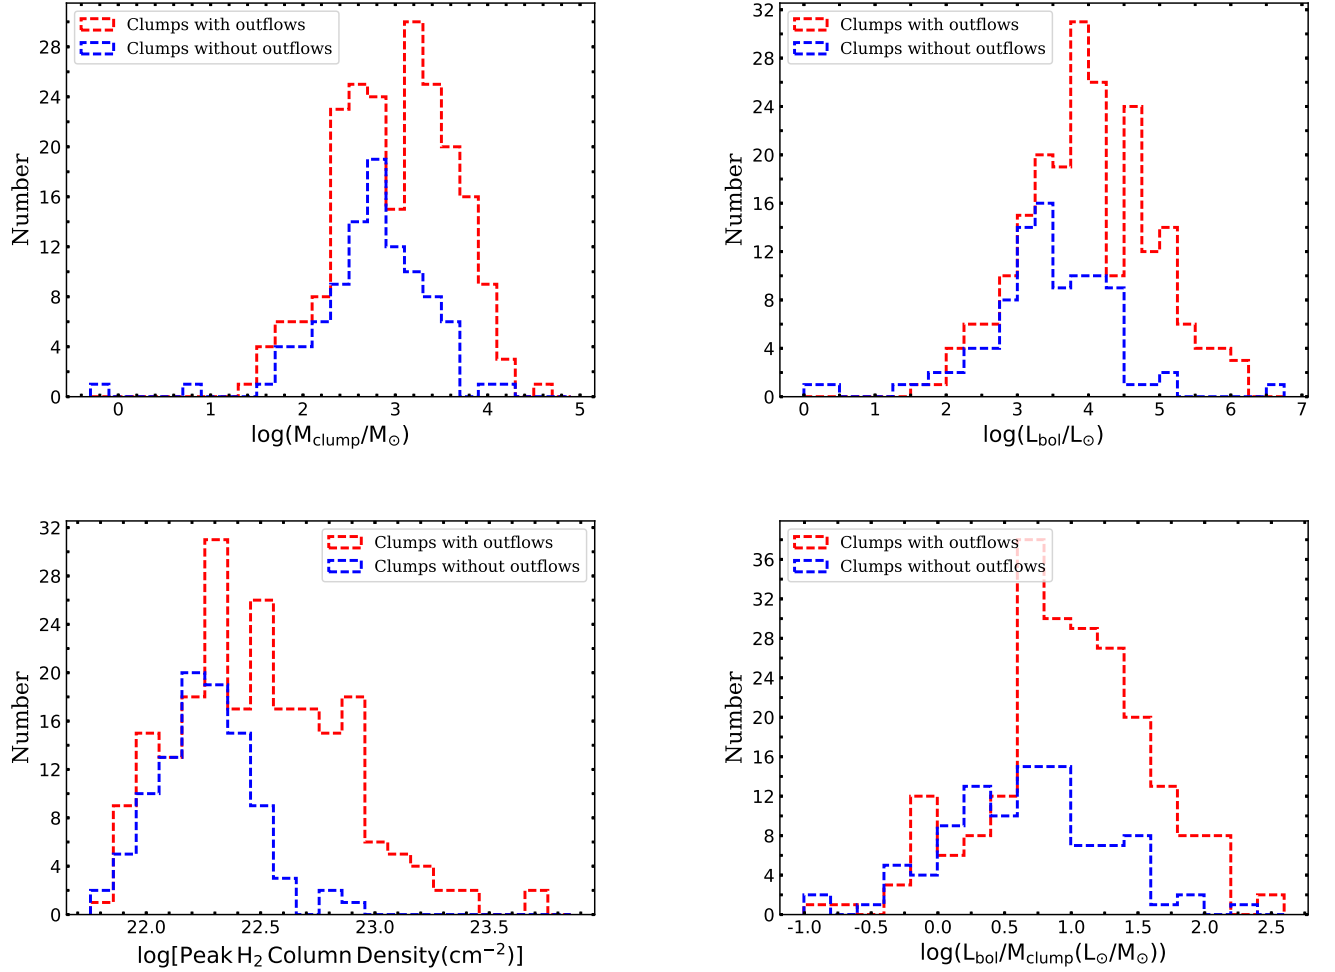 Clumps with outflows
Clumps without outflows
Number
0
4
8
12
16
20
24
28
0 1 2 3 4 5
log(M_clump/M_⊙)
Clumps with outflows
Clumps without outflows
Number
0
4
8
12
16
20
24
28
32
0 1 2 3 4 5 6 7
log(L_bol/L_⊙)
Clumps with outflows
Clumps without outflows
Number
0
4
8
12
16
20
24
28
32
22.0 22.5 23.0 23.5
log[Peak H₂ Column Density(cm⁻²)]
Clumps with outflows
Clumps without outflows
Number
0
4
8
12
16
20
24
28
32
36
-1.0 -0.5 0.0 0.5 1.0 1.5 2.0 2.5
log(L_bol/M_clump(L_⊙/M_⊙))